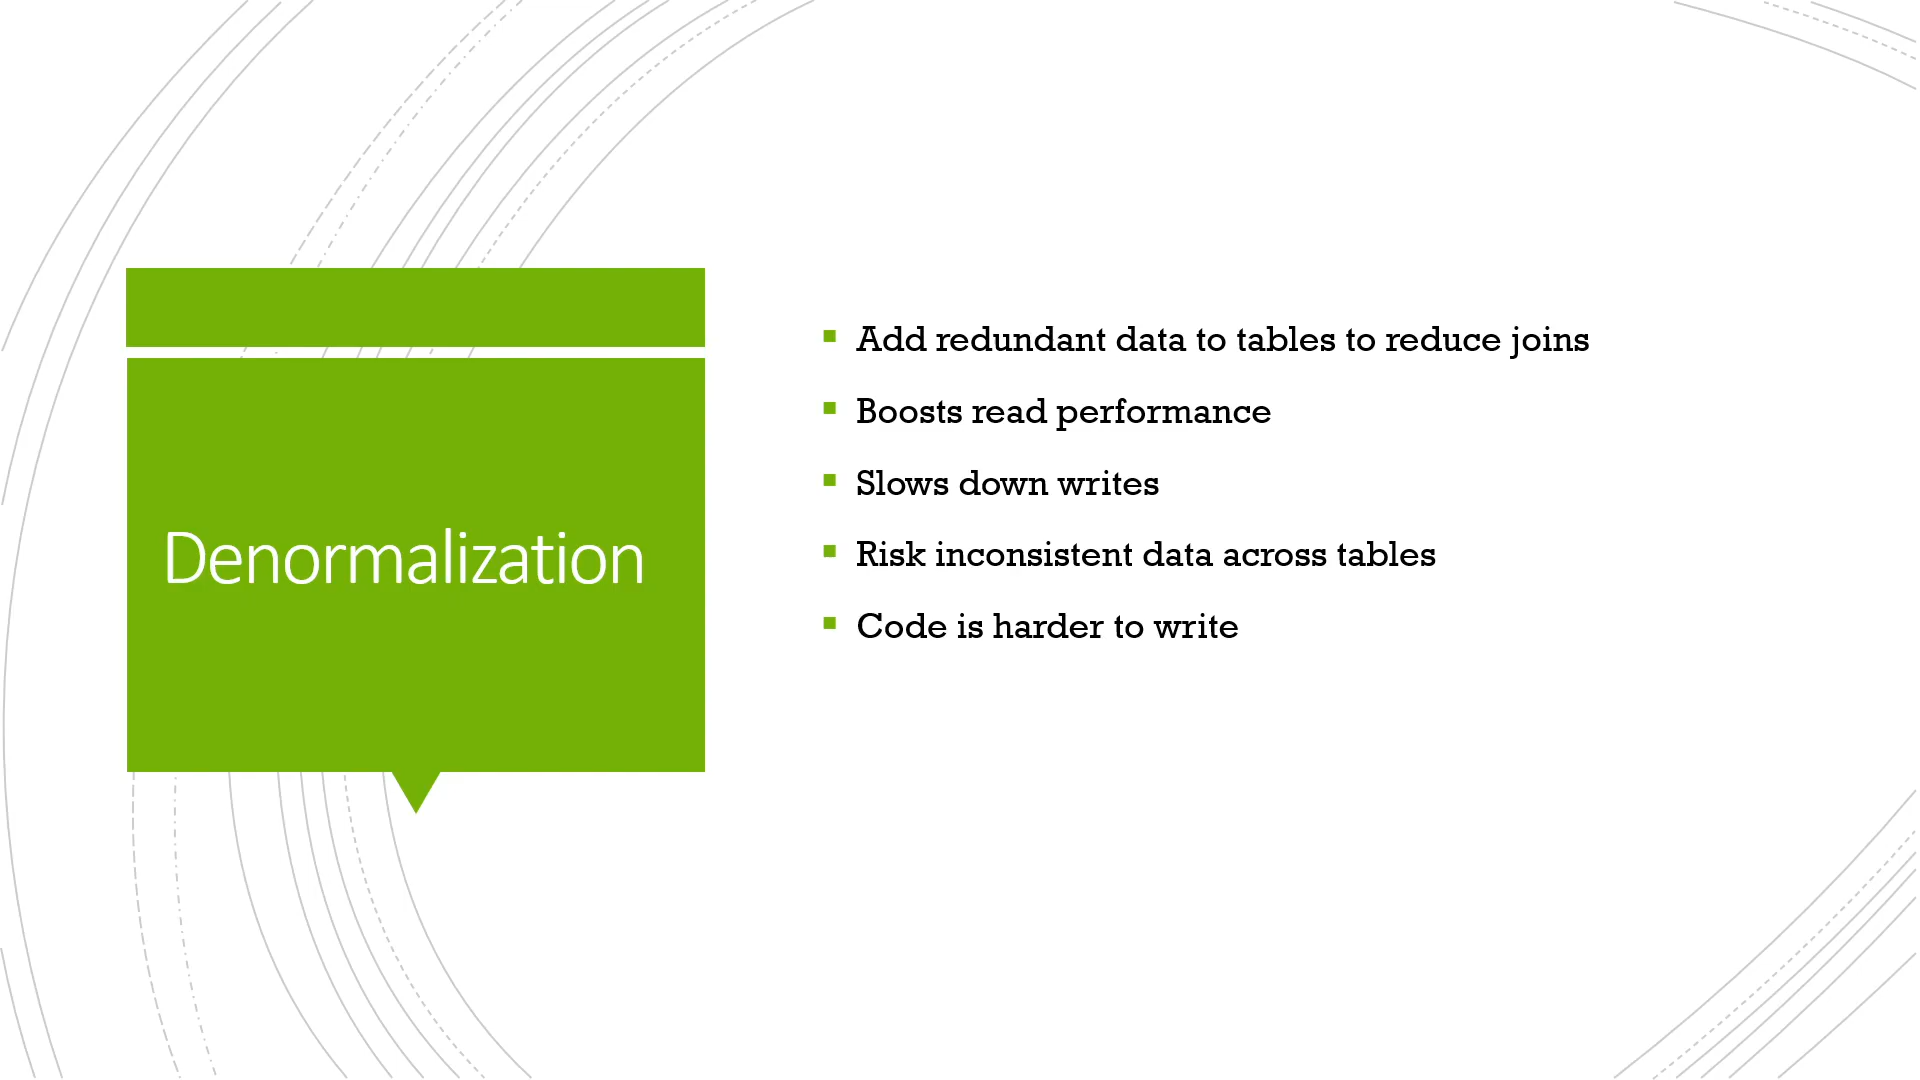 Denormalization
Add redundant data to tables to reduce joins
Boosts read performance
Slows down writes
Risk inconsistent data across tables
Code is harder to write